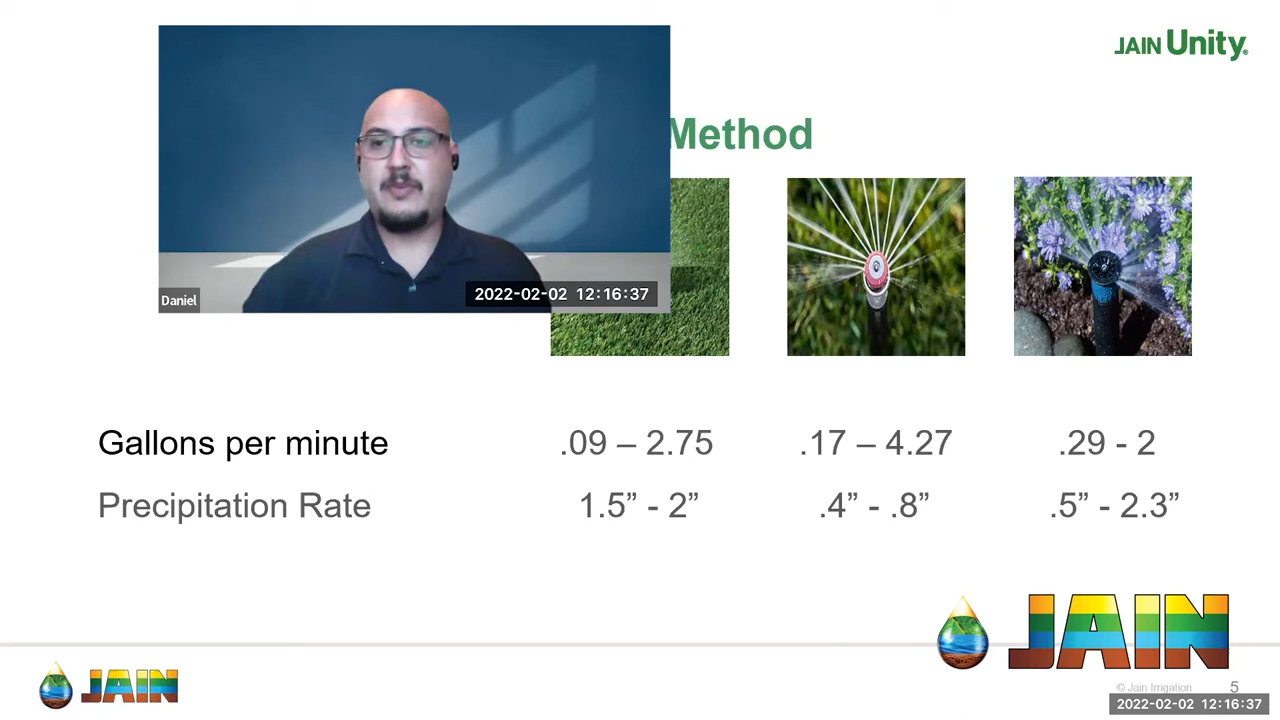 JAIN Unity®
Method
Daniel
2022-02-02 12:16:37
Gallons per minute .09 – 2.75 .17 – 4.27 .29 - 2
Precipitation Rate 1.5” - 2” .4” - .8” .5” - 2.3”
JAIN
JAIN
© Jain Irrigation 5
2022-02-02 12:16:37